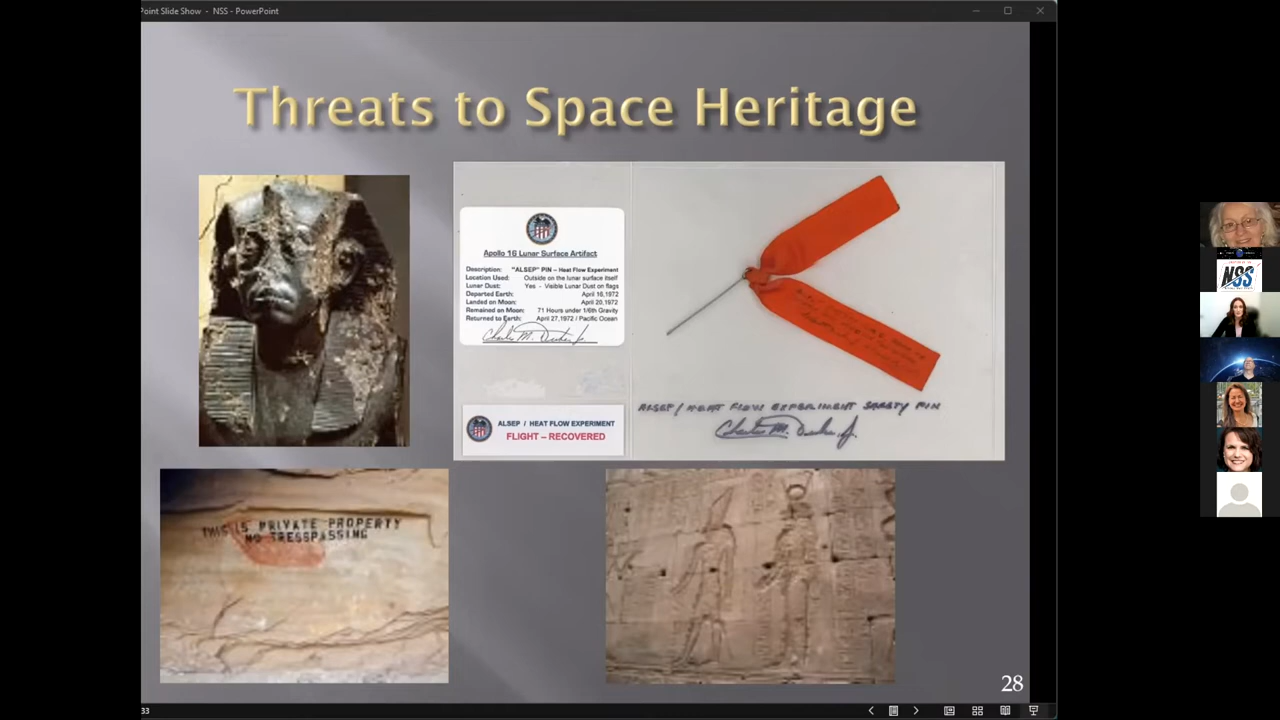 Point Slide Show - NSS - PowerPoint
Threats to Space Heritage
Apollo 16 Lunar Surface Artifact
Description: "ALSEP" PIN – Heat Flow Experiment
Location Used: Outside on the lunar surface itself
Lunar Dust: Yes - Visible Lunar Dust on flags
Departed Earth: April 16,1972
Landed on Moon: April 20,1972
Remained an Moon: 71 Hours under 1/6th Gravity
Returned to Earth: April 27,1972 / Pacific Ocean
Charles M. Duke Jr.
ALSEP / HEAT FLOW EXPERIMENT
FLIGHT – RECOVERED
ALSEP / HEAT FLOW EXPERIMENT SAFETY PIN
Charles M. Duke Jr.
THIS IS PRIVATE PROPERTY
NO TRESSPASSING
28
33
NSS